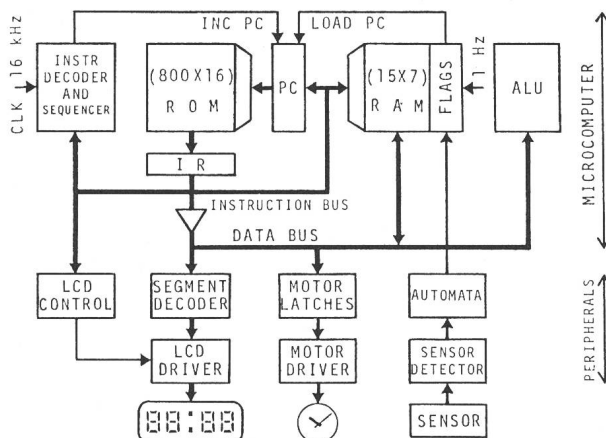 INC PC
LOAD PC
CLK 16 kHz
INSTR
DECODER
AND
SEQUENCER
(800X16)
ROM
PC
(15X7)
RAM
FLAGS
1 Hz
ALU
MICROCOMPUTER
IR
INSTRUCTION BUS
DATA BUS
LCD
CONTROL
SEGMENT
DECODER
MOTOR
LATCHES
AUTOMATA
PERIPHERALS
LCD
DRIVER
MOTOR
DRIVER
SENSOR
DETECTOR
88:88
SENSOR